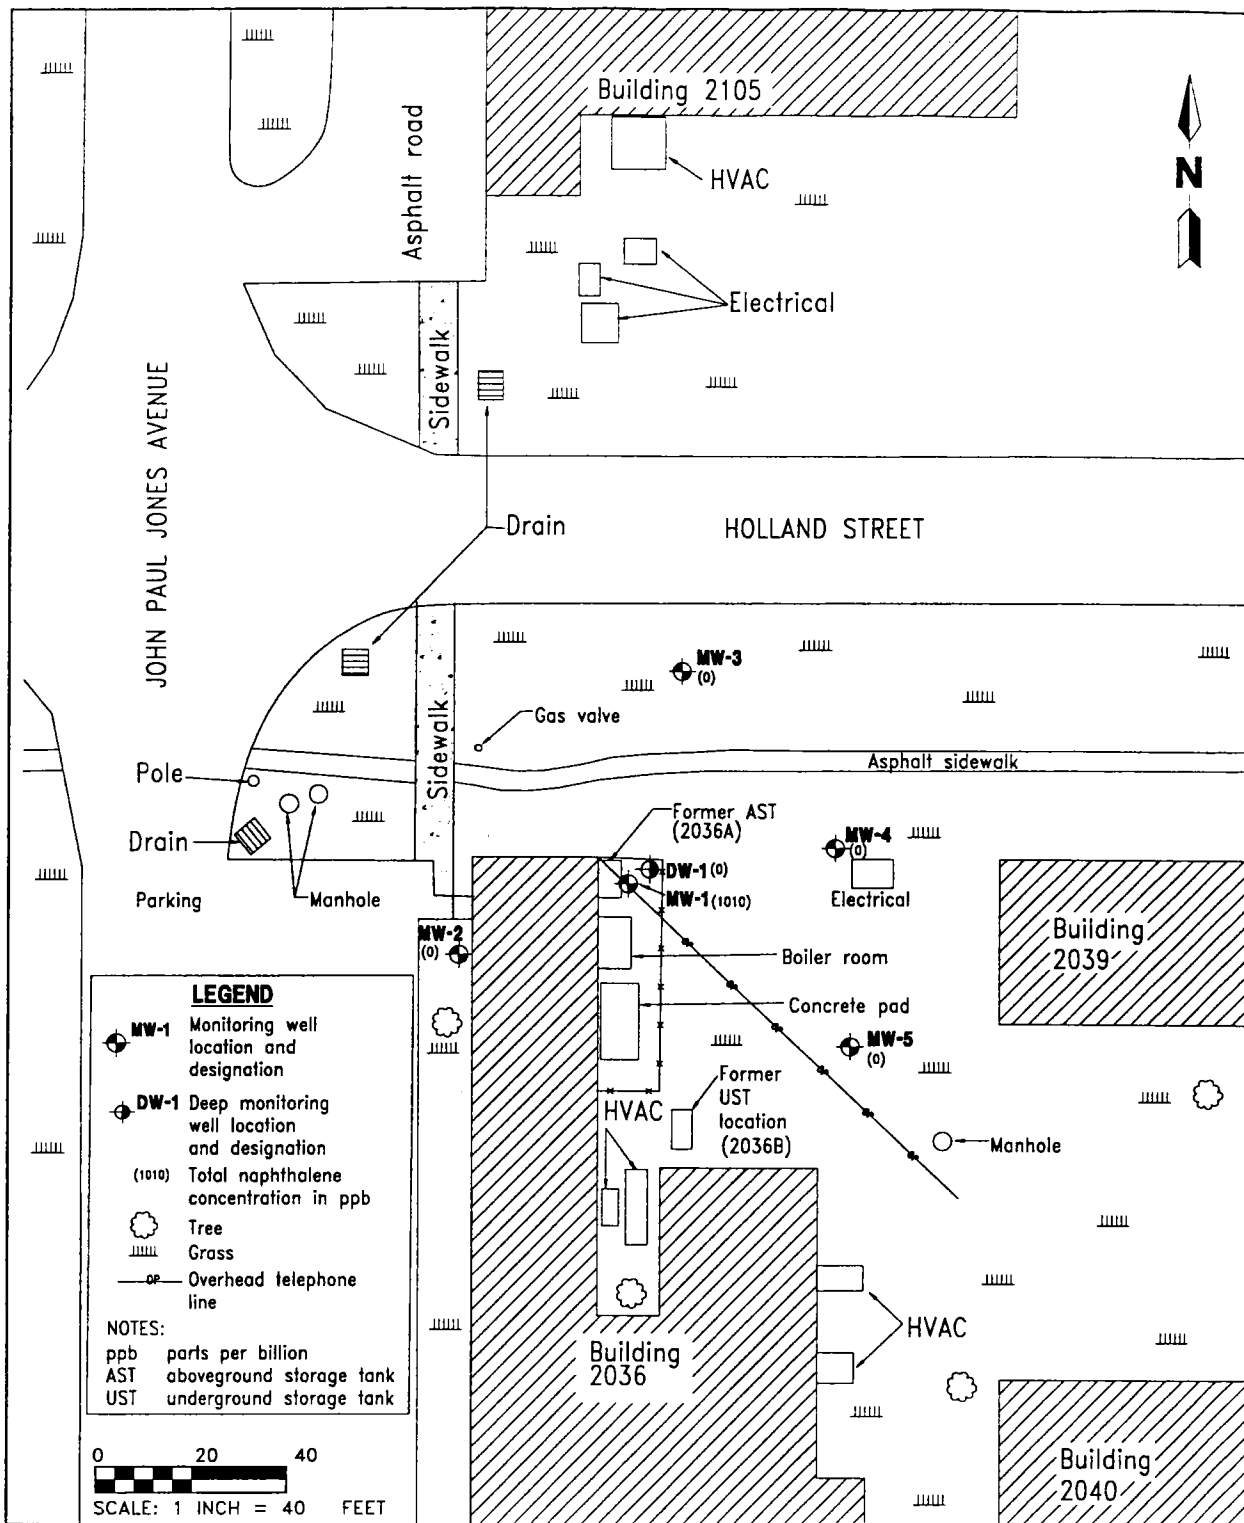 Building 2105
HVAC
N
Asphalt road
Electrical
Sidewalk
JOHN PAUL JONES AVENUE
Drain
HOLLAND STREET
MW-3
(0)
Gas valve
Sidewalk
Asphalt sidewalk
Pole
Drain
Manhole
Parking
Former AST
(2036A)
MW-4
(0)
Electrical
DW-1 (0)
MW-1 (1010)
MW-2
(0)
Boiler room
Concrete pad
Building
2039
MW-5
(0)
Former
UST
location
(2036B)
HVAC
Manhole
HVAC
Building
2036
Building
2040
LEGEND
MW-1 Monitoring well
location and
designation
DW-1 Deep monitoring
well location
and designation
(1010) Total naphthalene
concentration in ppb
Tree
Grass
OP Overhead telephone
line
NOTES:
ppb parts per billion
AST aboveground storage tank
UST underground storage tank
0 20 40
SCALE: 1 INCH = 40 FEET